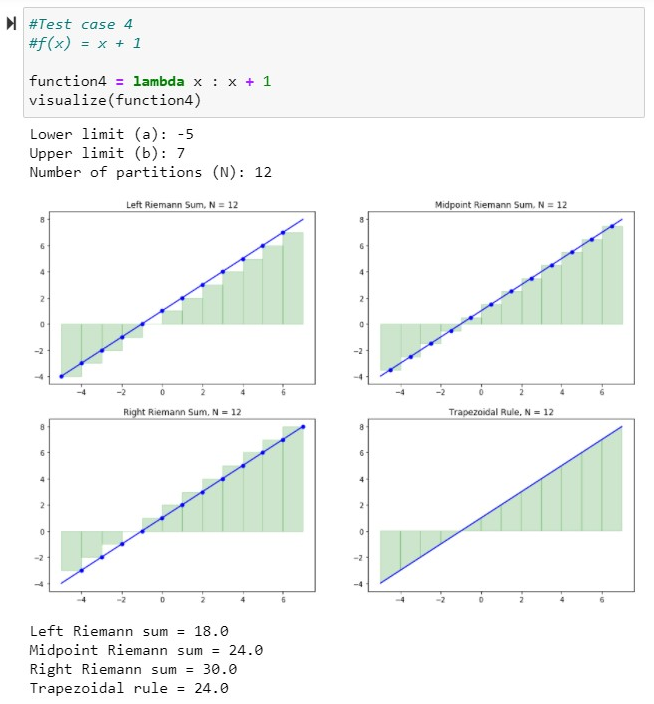 #Test case 4
#f(x) = x + 1
function4 = lambda x : x + 1
visualize(function4)
Lower limit (a): -5
Upper limit (b): 7
Number of partitions (N): 12
Left Riemann Sum, N = 12
8
6
4
2
0
−2
−4
−4 −2 0 2 4 6
Midpoint Riemann Sum, N = 12
8
6
4
2
0
−2
−4
−4 −2 0 2 4 6
Right Riemann Sum, N = 12
8
6
4
2
0
−2
−4
−4 −2 0 2 4 6
Trapezoidal Rule, N = 12
8
6
4
2
0
−2
−4
−4 −2 0 2 4 6
Left Riemann sum = 18.0
Midpoint Riemann sum = 24.0
Right Riemann sum = 30.0
Trapezoidal rule = 24.0